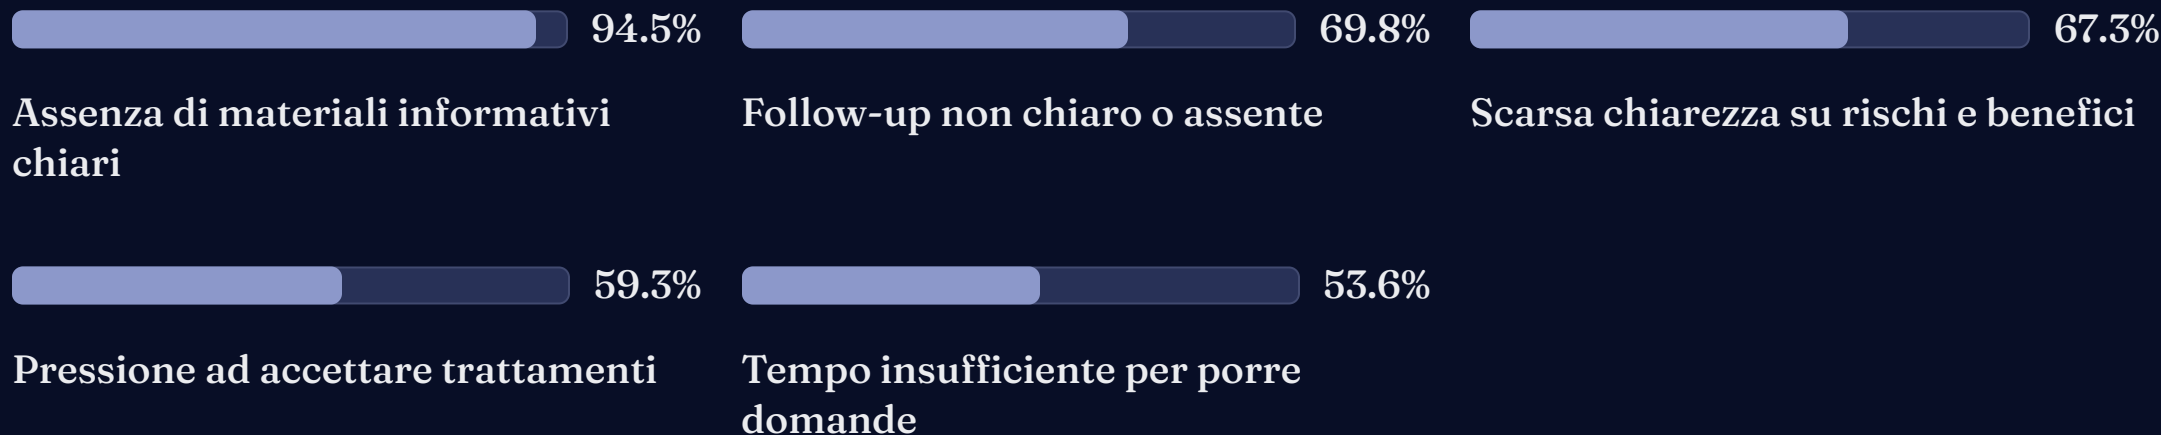 94.5%
69.8%
67.3%
Assenza di materiali informativi
chiari
Follow-up non chiaro o assente
Scarsa chiarezza su rischi e benefici
59.3%
53.6%
Pressione ad accettare trattamenti
Tempo insufficiente per porre
domande